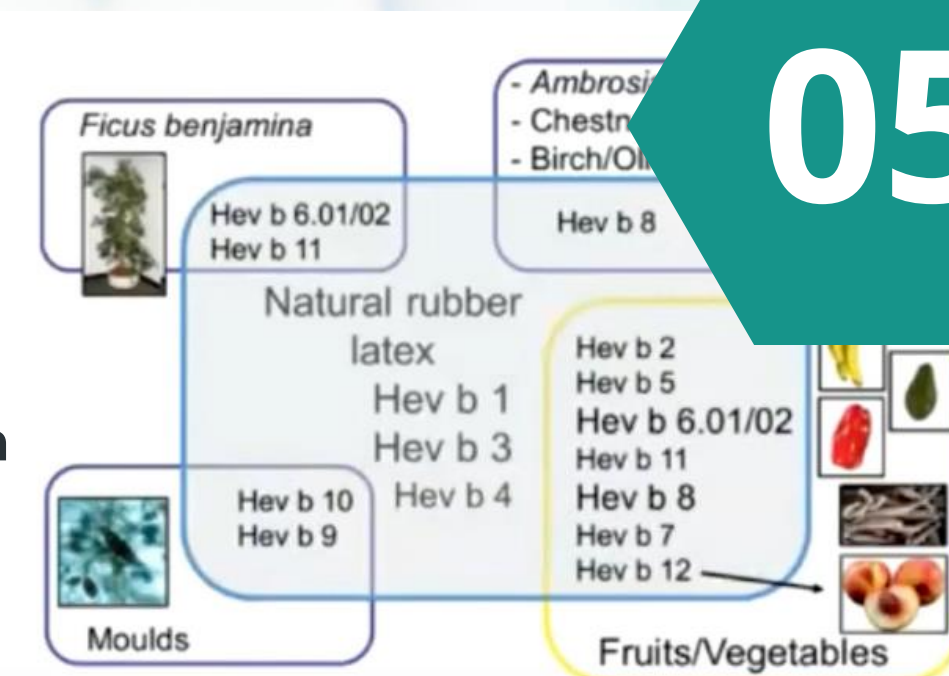 05
Ficus benjamina
- Ambrosi
- Chestn
- Birch/Ol
Hev b 6.01/02
Hev b 11
Hev b 8
Natural rubber
latex
Hev b 1
Hev b 3
Hev b 4
Hev b 2
Hev b 5
Hev b 6.01/02
Hev b 11
Hev b 8
Hev b 7
Hev b 12
Hev b 10
Hev b 9
Moulds
Fruits/Vegetables